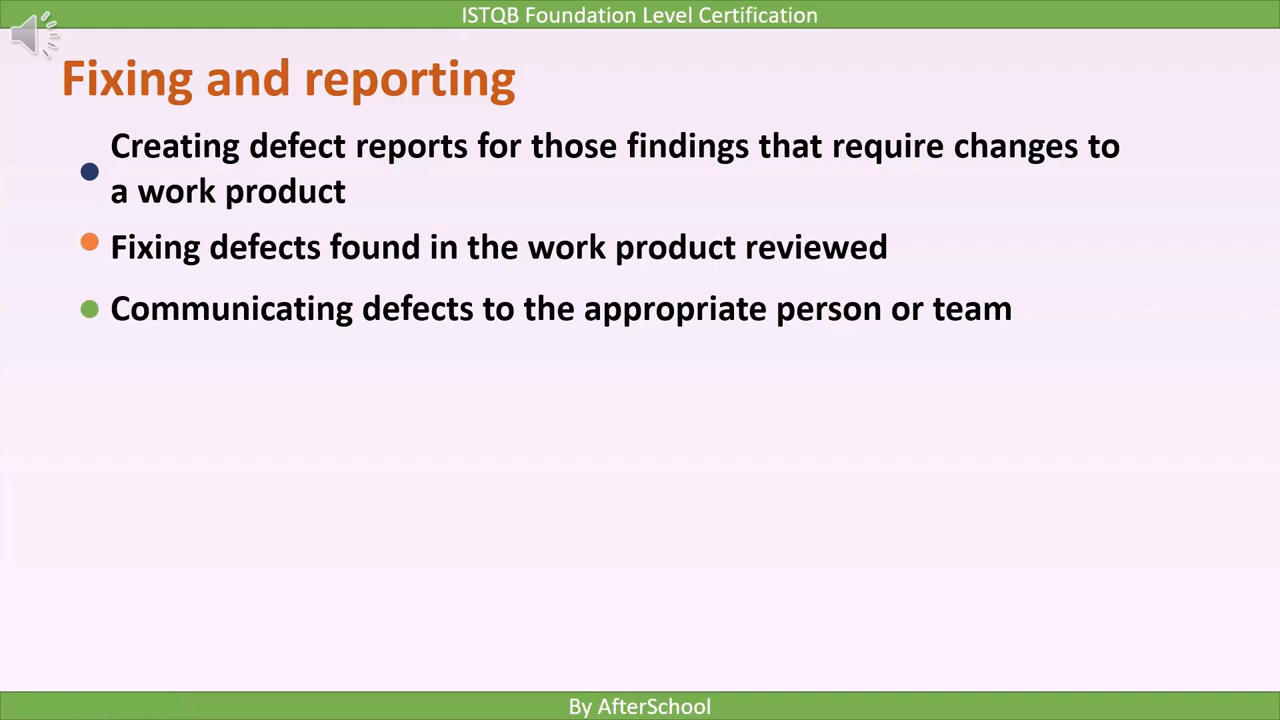 ISTQB Foundation Level Certification
Fixing and reporting
Creating defect reports for those findings that require changes to
a work product
Fixing defects found in the work product reviewed
Communicating defects to the appropriate person or team
By AfterSchool